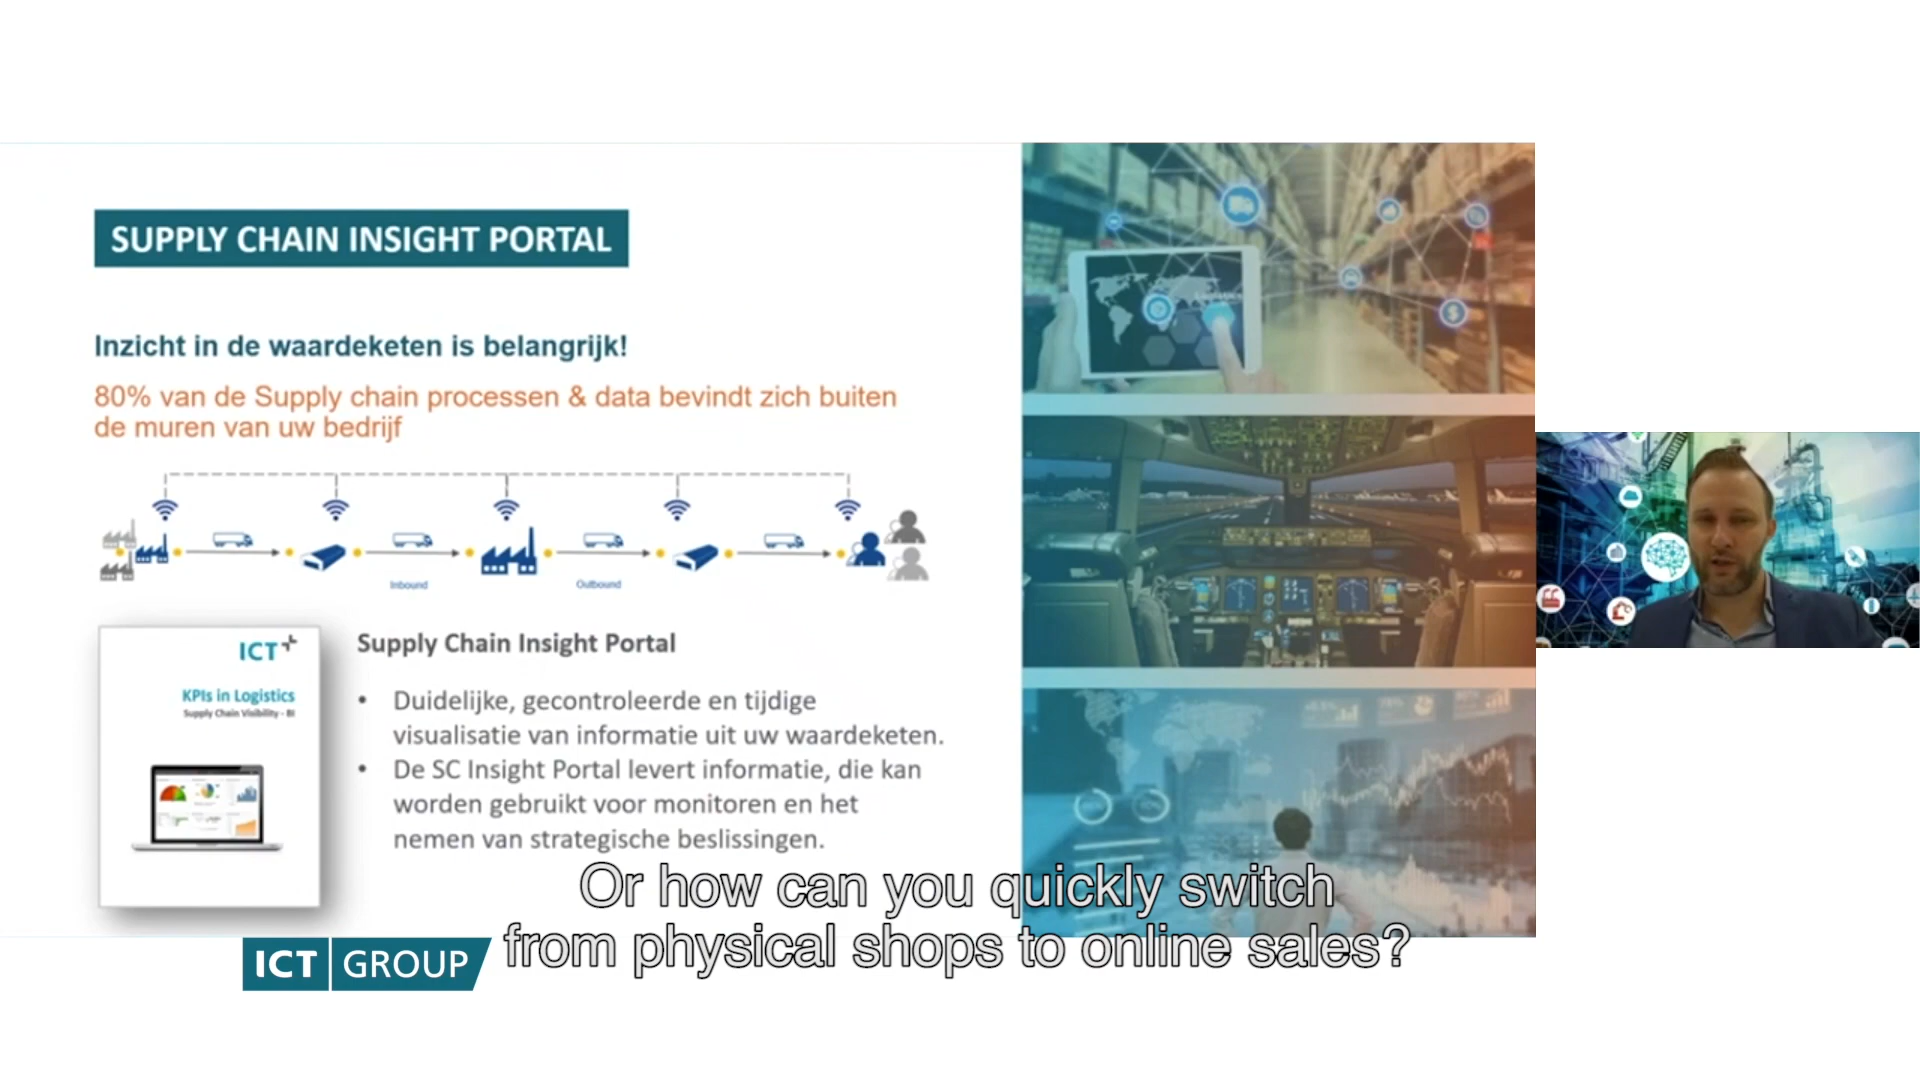 SUPPLY CHAIN INSIGHT PORTAL
Inzicht in de waardeketen is belangrijk!
80% van de Supply chain processen & data bevindt zich buiten
de muren van uw bedrijf
Inbound
Outbound
ICT
KPIs in Logistics
Supply Chain Visibility - BI
Supply Chain Insight Portal
• Duidelijke, gecontroleerde en tijdige
visualisatie van informatie uit uw waardeketen.
• De SC Insight Portal levert informatie, die kan
worden gebruikt voor monitoren en het
nemen van strategische beslissingen.
Or how can you quickly switch
from physical shops to online sales?
ICT GROUP